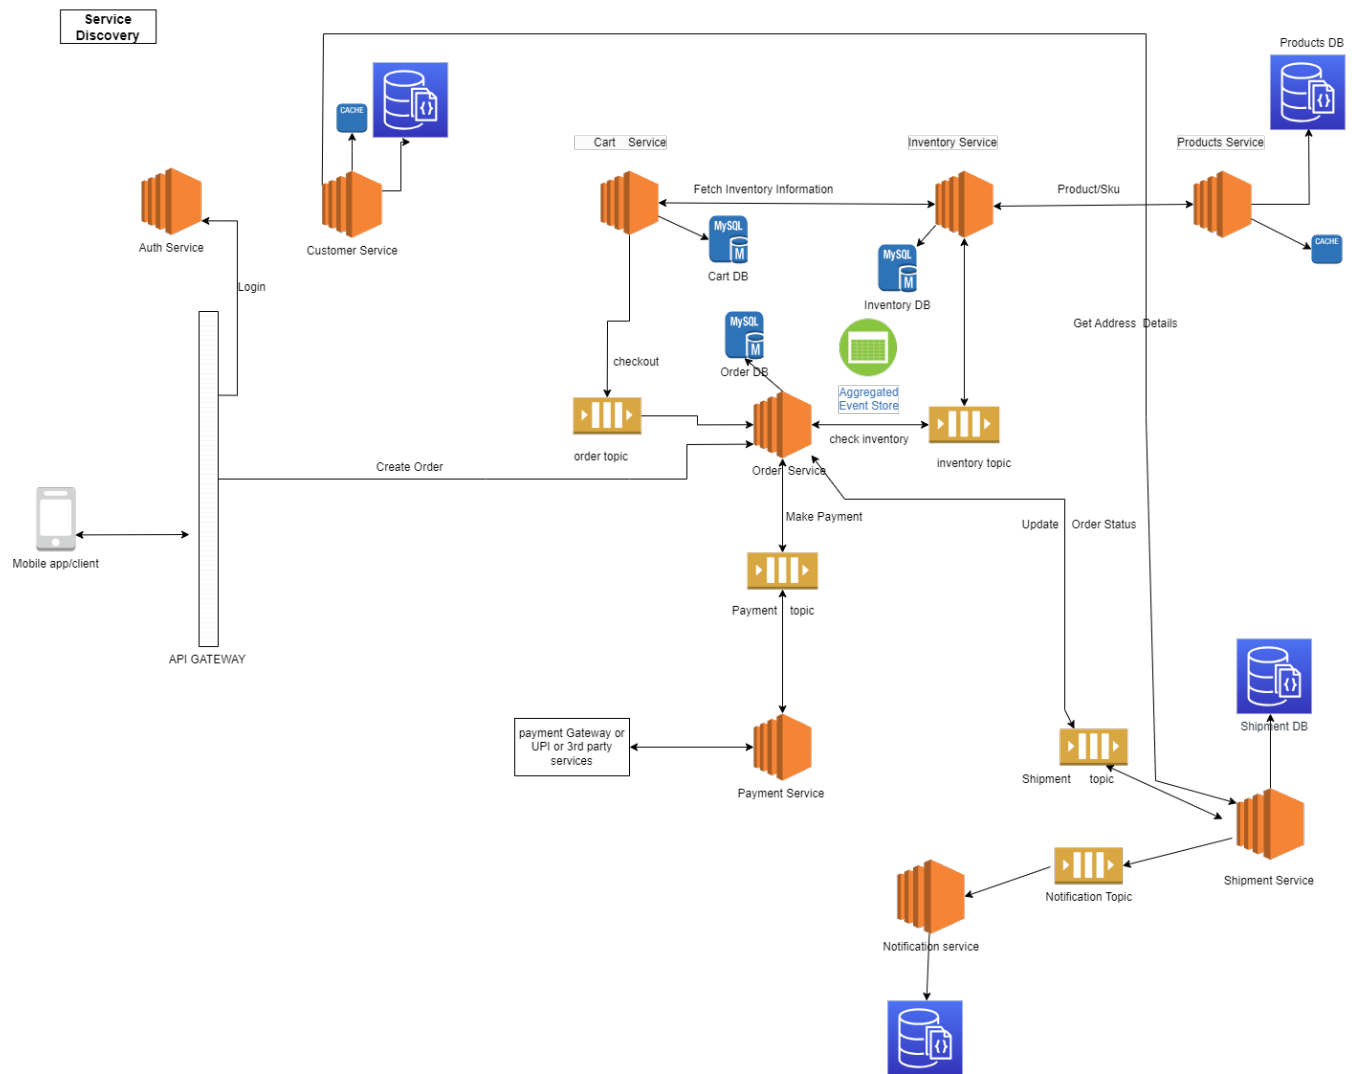 Service
Discovery
Products DB
CACHE
Cart Service
Inventory Service
Products Service
Fetch Inventory Information
Product/Sku
Auth Service
Customer Service
MySQL
M
Cart DB
CACHE
MySQL
M
Inventory DB
Login
MySQL
M
Order DB
Get Address Details
checkout
Aggregated
Event Store
check inventory
order topic
inventory topic
Create Order
Order Service
Make Payment
Update Order Status
Mobile app/client
Payment topic
API GATEWAY
payment Gateway or
UPI or 3rd party
services
Payment Service
Shipment DB
Shipment topic
Shipment Service
Notification Topic
Notification service